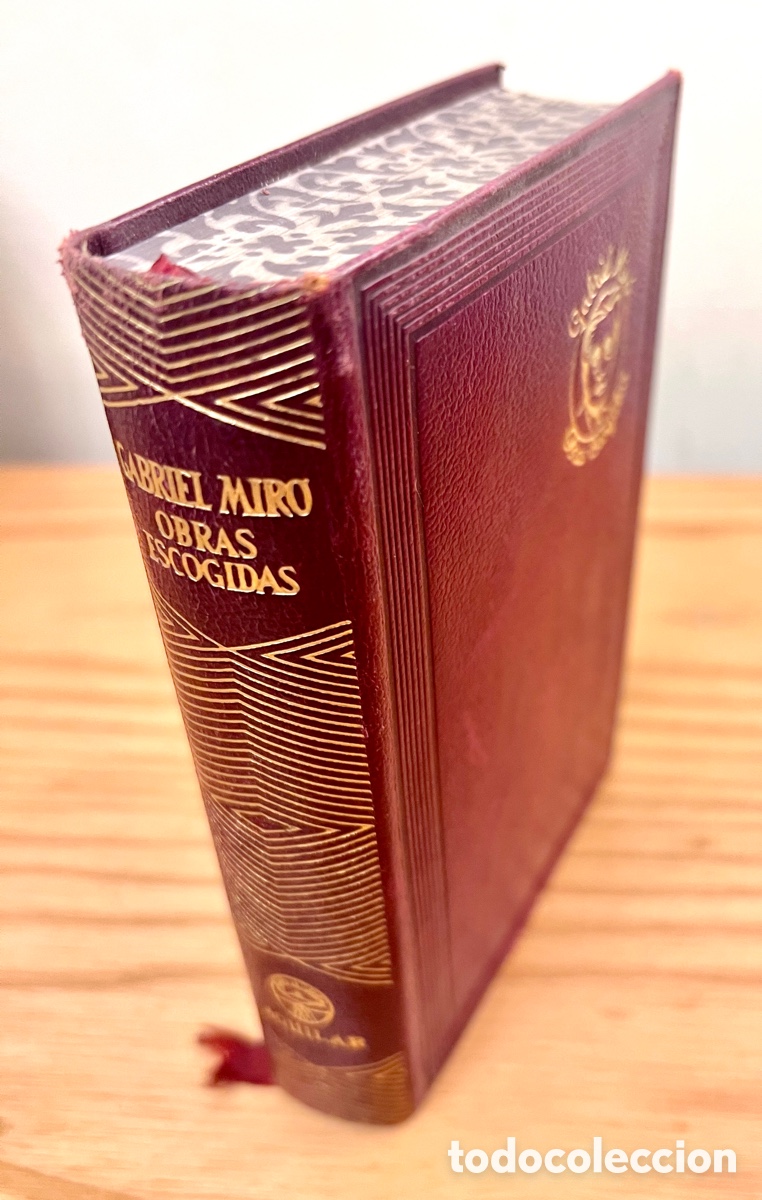 GABRIEL MIRO
OBRAS
ESCOGIDAS
AGUILAR
todocoleccion